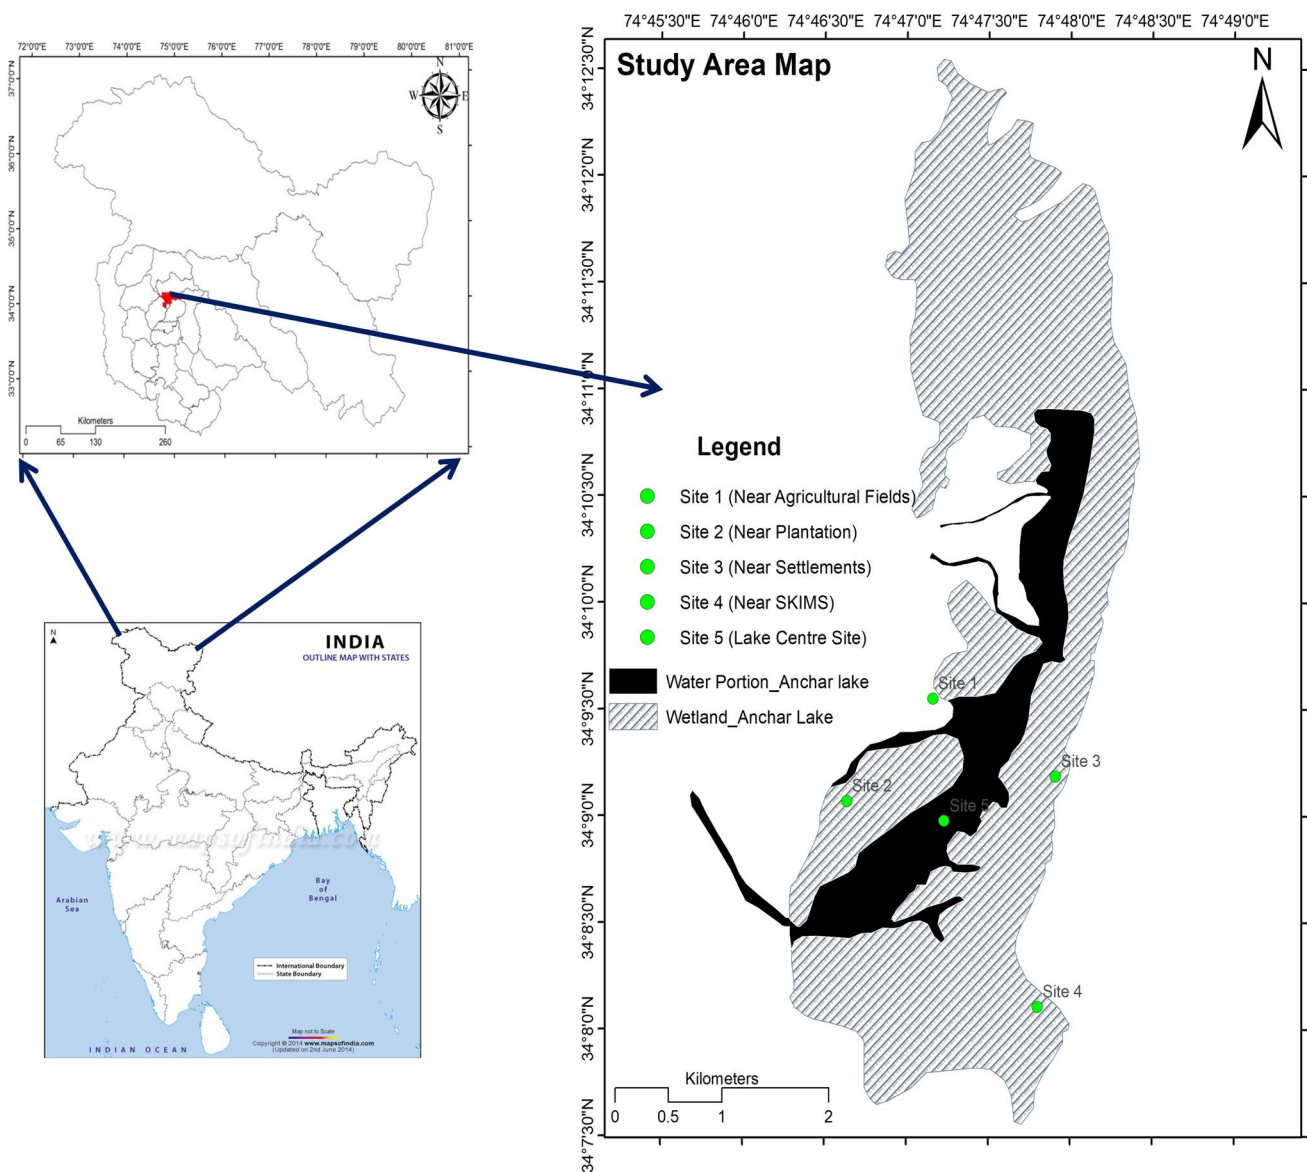 72°0'0"E 73°0'0"E 74°0'0"E 75°0'0"E 76°0'0"E 77°0'0"E 78°0'0"E 79°0'0"E 80°0'0"E 81°0'0"E
37°0'0"N
36°0'0"N
35°0'0"N
34°0'0"N
33°0'0"N
N
W E
S
Kilometers
0 65 130 260
N
INDIA
OUTLINE MAP WITH STATES
www.mapsofindia.com
Arabian
Sea
Bay
of
Bengal
International Boundary
State Boundary
Map not to Scale
Copyright © 2014 www.mapsofindia.com
(Updated on 2nd June 2014)
INDIAN OCEAN
74°45'30"E 74°46'0"E 74°46'30"E 74°47'0"E 74°47'30"E 74°48'0"E 74°48'30"E 74°49'0"E
Study Area Map
N
34°12'30"N
34°12'0"N
34°11'30"N
34°11'0"N
34°10'30"N
34°10'0"N
34°9'30"N
34°9'0"N
34°8'30"N
34°8'0"N
34°7'30"N
Legend
Site 1 (Near Agricultural Fields)
Site 2 (Near Plantation)
Site 3 (Near Settlements)
Site 4 (Near SKIMS)
Site 5 (Lake Centre Site)
Water Portion_Anchar lake
Wetland_Anchar Lake
Site 1
Site 3
Site 2
Site 5
Site 4
Kilometers
0 0.5 1 2